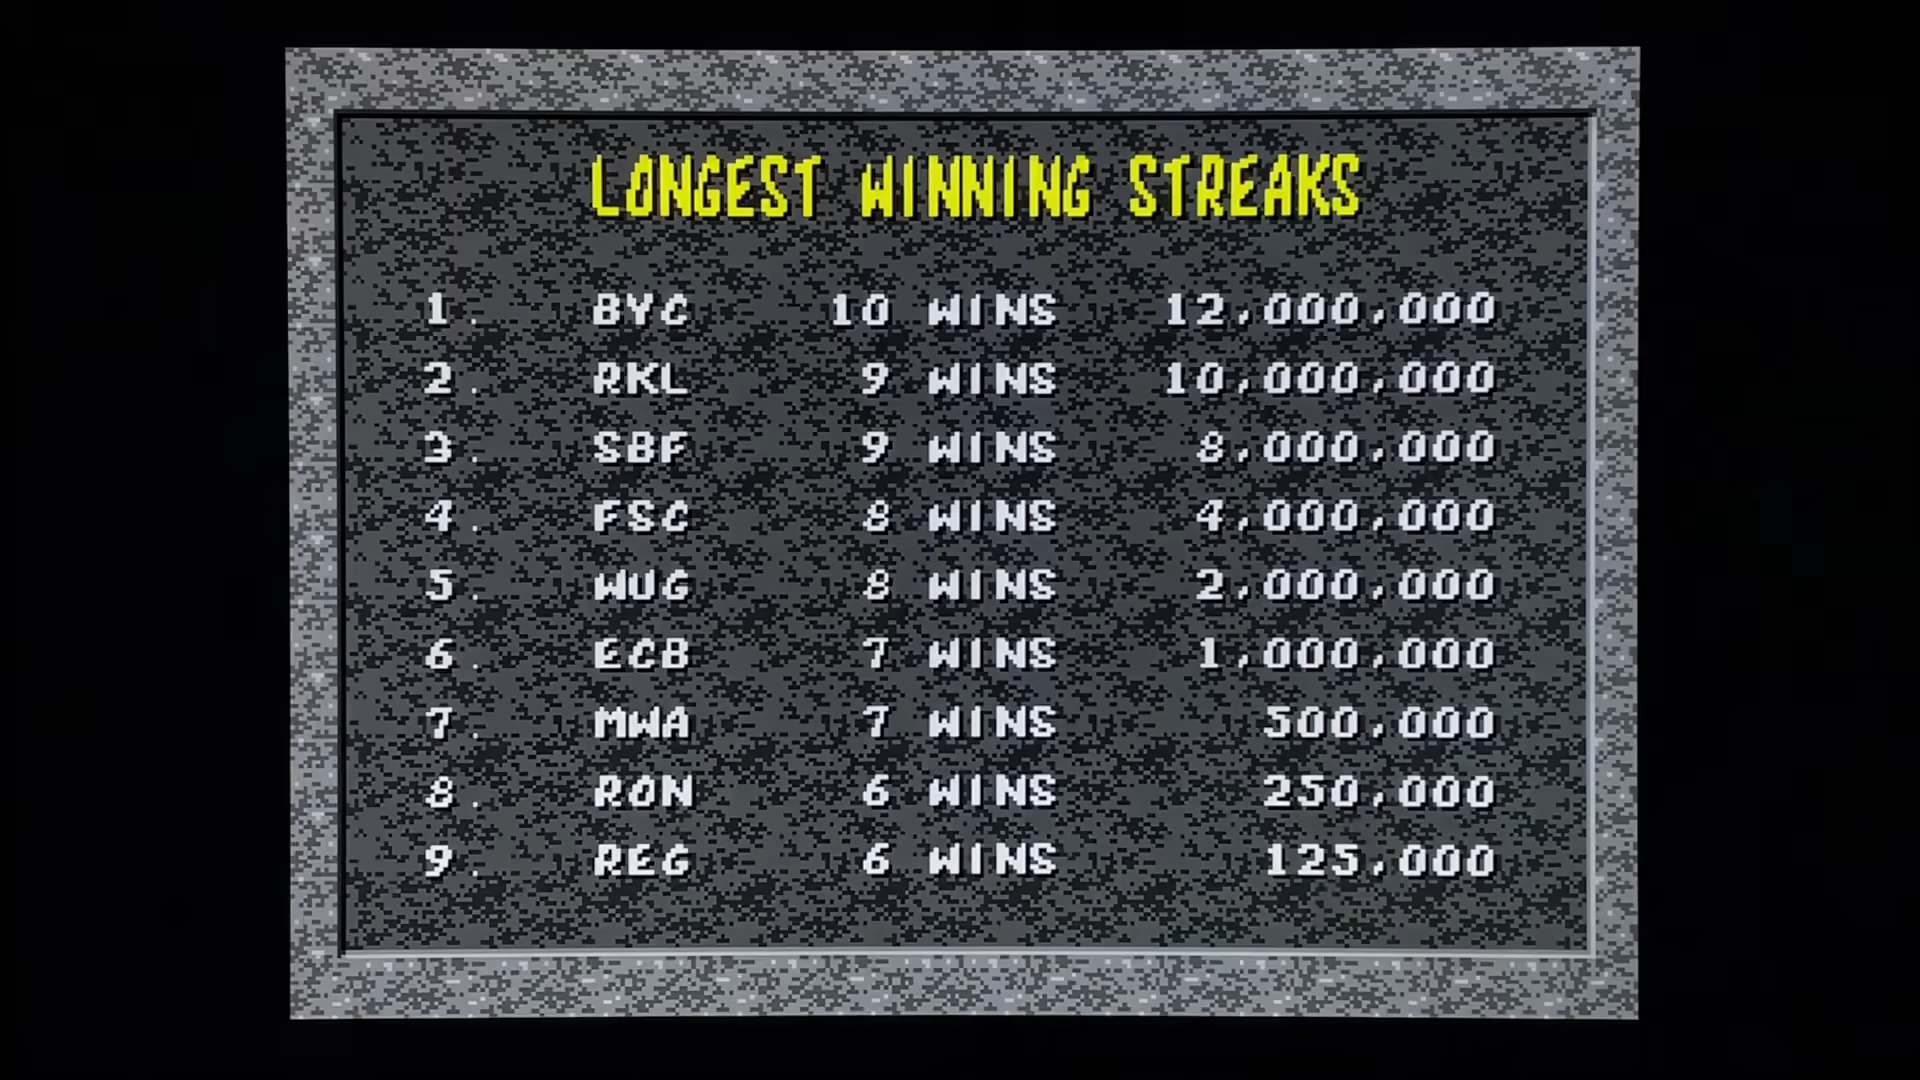 LONGEST WINNING STREAKS
1. BYC 10 WINS 12,000,000
2. RKL 9 WINS 10,000,000
3. SBF 9 WINS 8,000,000
4. FSC 8 WINS 4,000,000
5. WUG 8 WINS 2,000,000
6. ECB 7 WINS 1,000,000
7. MWA 7 WINS 500,000
8. RON 6 WINS 250,000
9. REG 6 WINS 125,000